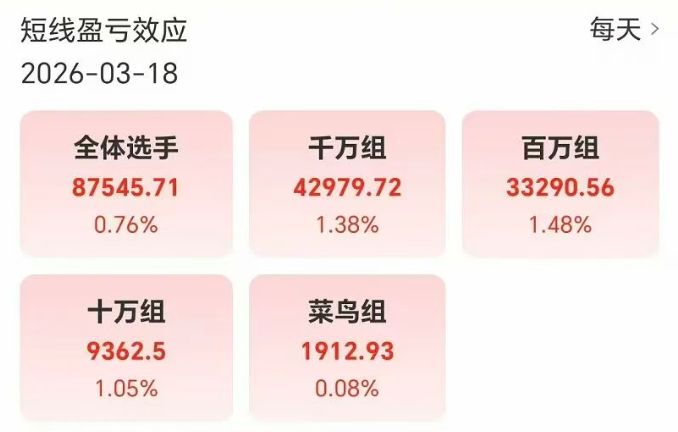 短线盈亏效应
每天 >
2026-03-18
全体选手
87545.71
0.76%
千万组
42979.72
1.38%
百万组
33290.56
1.48%
十万组
9362.5
1.05%
菜鸟组
1912.93
0.08%